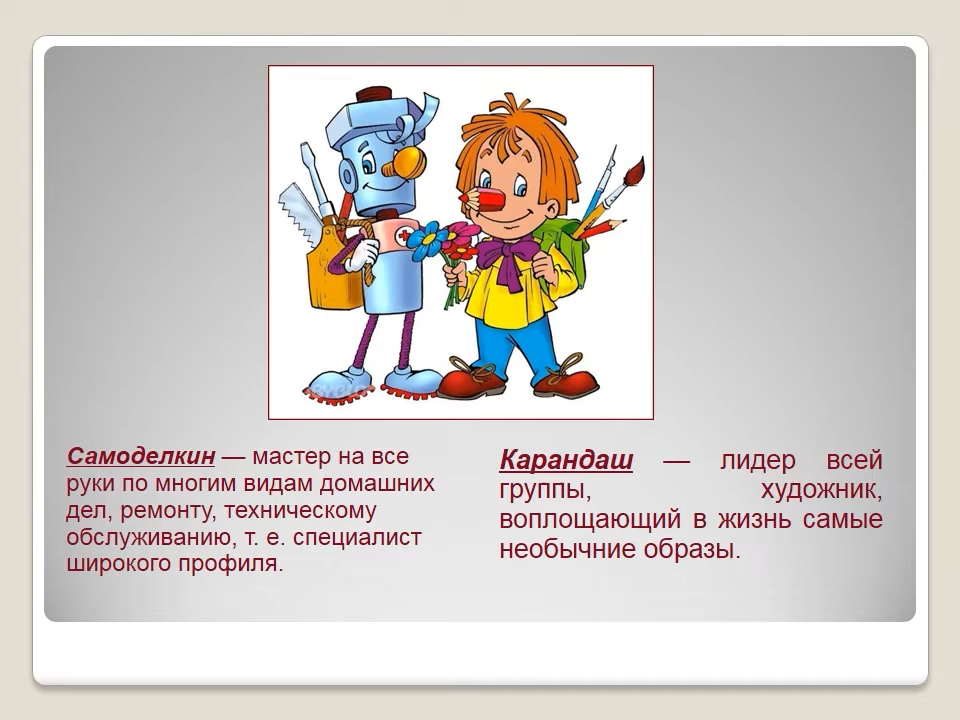 Самоделкин — мастер на все
руки по многим видам домашних
дел, ремонту, техническому
обслуживанию, т. е. специалист
широкого профиля.
Карандаш — лидер всей
группы, художник,
воплощающий в жизнь самые
необычние образы.